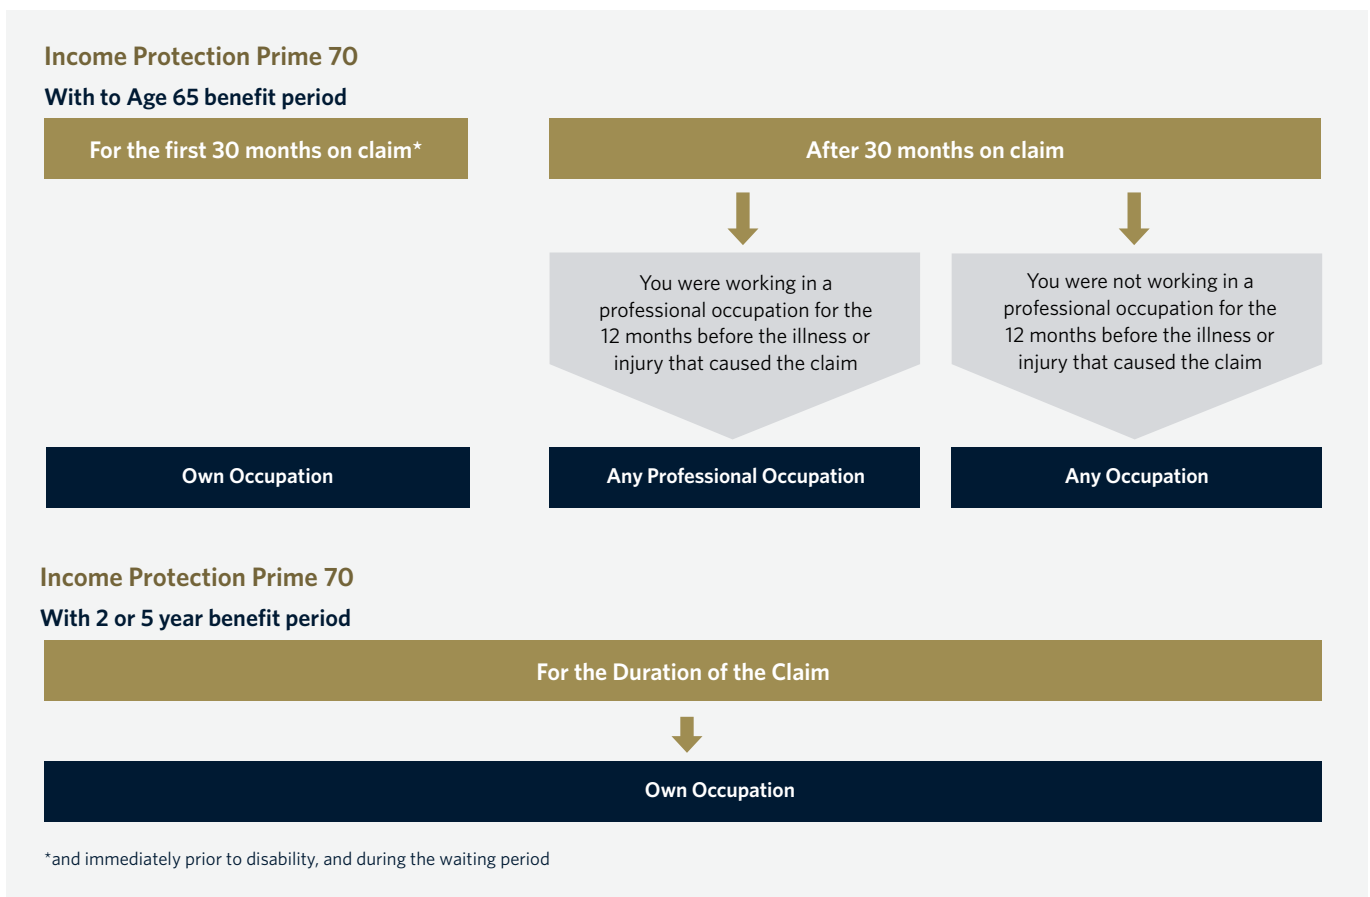 Income Protection Prime 70
With to Age 65 benefit period
For the first 30 months on claim*
After 30 months on claim
You were working in a
professional occupation for the
12 months before the illness or
injury that caused the claim
You were not working in a
professional occupation for the
12 months before the illness or
injury that caused the claim
Own Occupation
Any Professional Occupation
Any Occupation
Income Protection Prime 70
With 2 or 5 year benefit period
For the Duration of the Claim
Own Occupation
*and immediately prior to disability, and during the waiting period